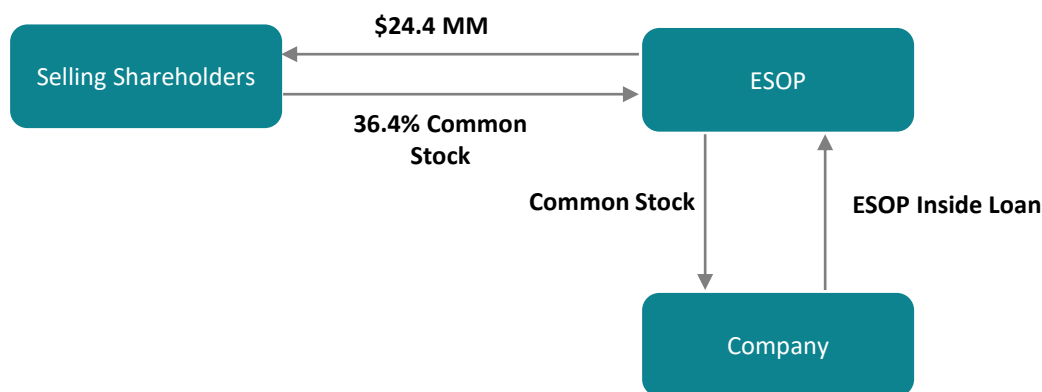 $24.4 MM
Selling Shareholders
ESOP
36.4% Common
Stock
Common Stock
ESOP Inside Loan
Company